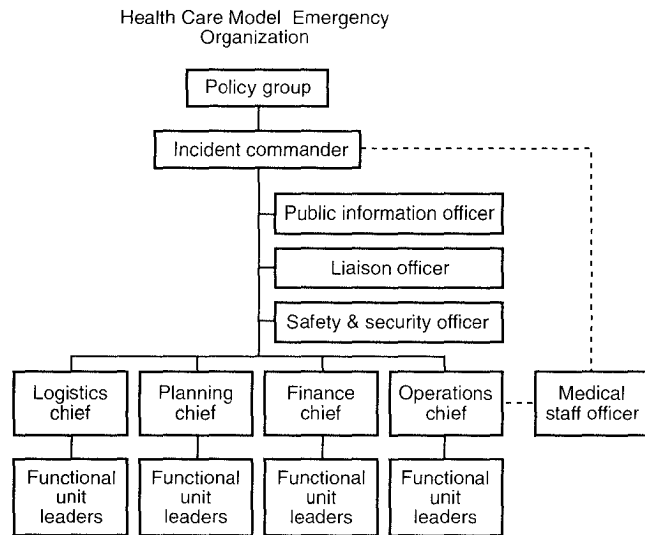 Health Care Model Emergency
Organization
Policy group
Incident commander
Public information officer
Liaison officer
Safety & security officer
Logistics
chief
Planning
chief
Finance
chief
Operations
chief
Medical
staff officer
Functional
unit
leaders
Functional
unit
leaders
Functional
unit
leaders
Functional
unit
leaders